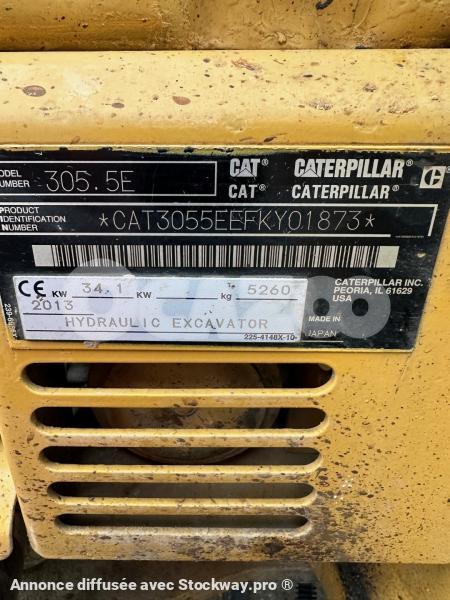 MODEL NUMBER 305.5E
CAT® CATERPILLAR®
CAT® CATERPILLAR®
PRODUCT IDENTIFICATION N *CAT3055EEFKY01873*
CE KW 34.1 KW kg 5260
2013
HYDRAULIC EXCAVATOR
225-4148X-10
CATERPILLAR INC.
PEORIA, IL 61629
USA
MADE IN
JAPAN
Annonce diffusée avec Stockway.pro ®